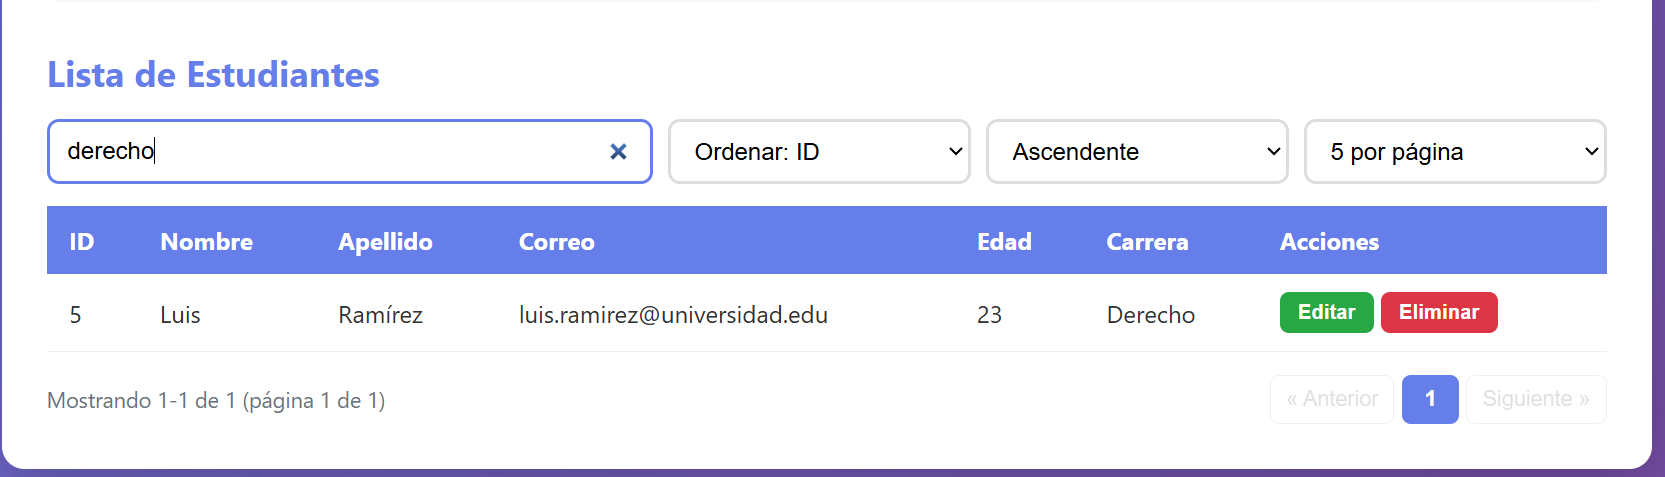 Lista de Estudiantes
derecho Ordenar: ID Ascendente 5 por página
ID Nombre Apellido Correo Edad Carrera Acciones
5 Luis Ramírez luis.ramirez@universidad.edu 23 Derecho Editar Eliminar
Mostrando 1-1 de 1 (página 1 de 1) « Anterior 1 Siguiente »